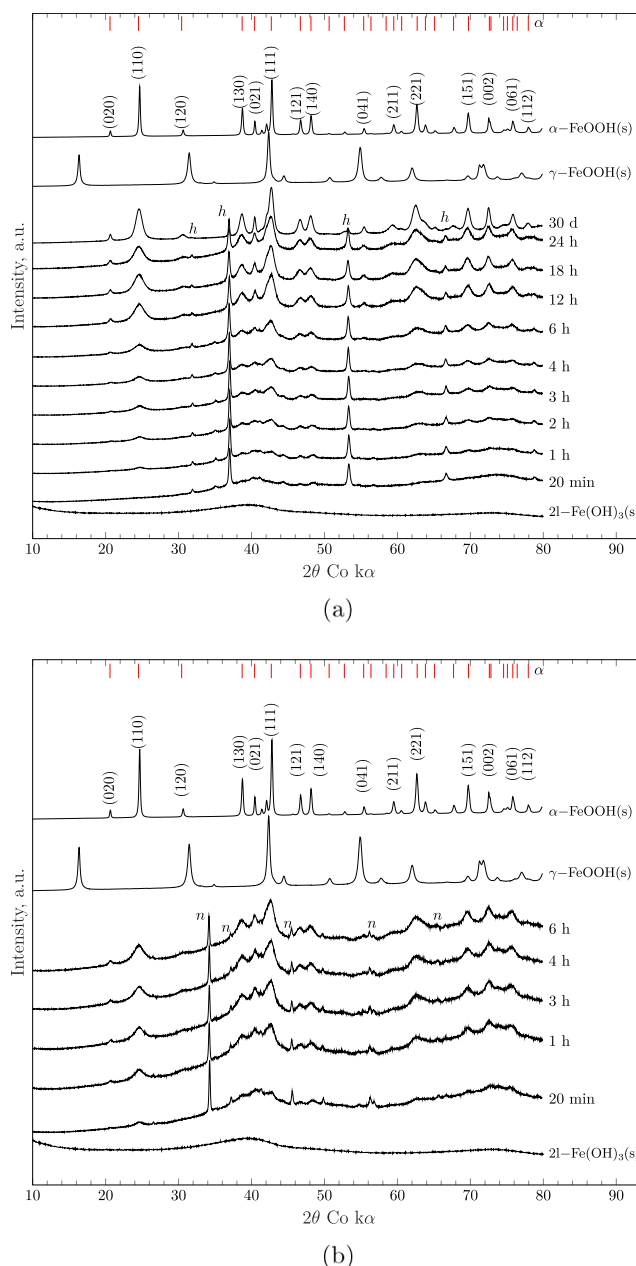 α
(020)
(110)
(120)
(130)
(021)
(111)
(121)
(140)
(041)
(211)
(221)
(151)
(002)
(061)
(112)
α−FeOOH(s)
γ−FeOOH(s)
h
h
h
h
30 d
24 h
18 h
12 h
6 h
4 h
3 h
2 h
1 h
20 min
2l−Fe(OH)₃(s
Intensity, a.u.
10 20 30 40 50 60 70 80 90
2θ Co kα
(a)
α
(020)
(110)
(120)
(130)
(021)
(111)
(121)
(140)
(041)
(211)
(221)
(151)
(002)
(061)
(112)
α−FeOOH(s)
γ−FeOOH(s)
n
n
n
n
n
6 h
4 h
3 h
1 h
20 min
2l−Fe(OH)₃(s
Intensity, a.u.
10 20 30 40 50 60 70 80 90
2θ Co kα
(b)